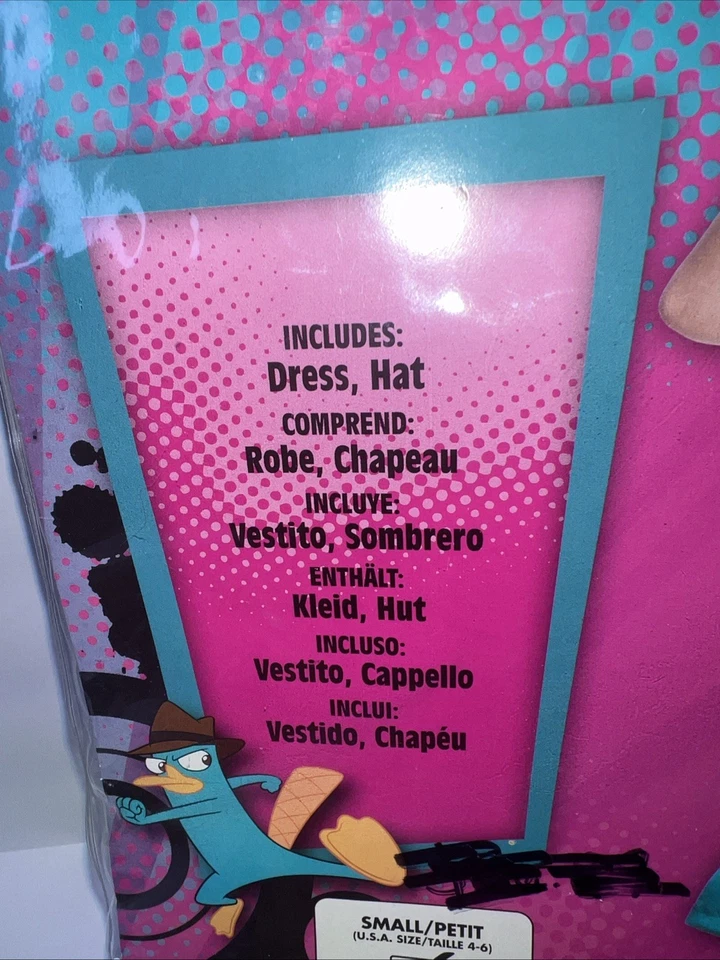 INCLUDES:
Dress, Hat
COMPREND:
Robe, Chapeau
INCLUYE:
Vestito, Sombrero
ENTHÄLT:
Kleid, Hut
INCLUSO:
Vestito, Cappello
INCLUI:
Vestido, Chapéu
SMALL/PETIT
(U.S.A. SIZE/TAILLE 4-6)